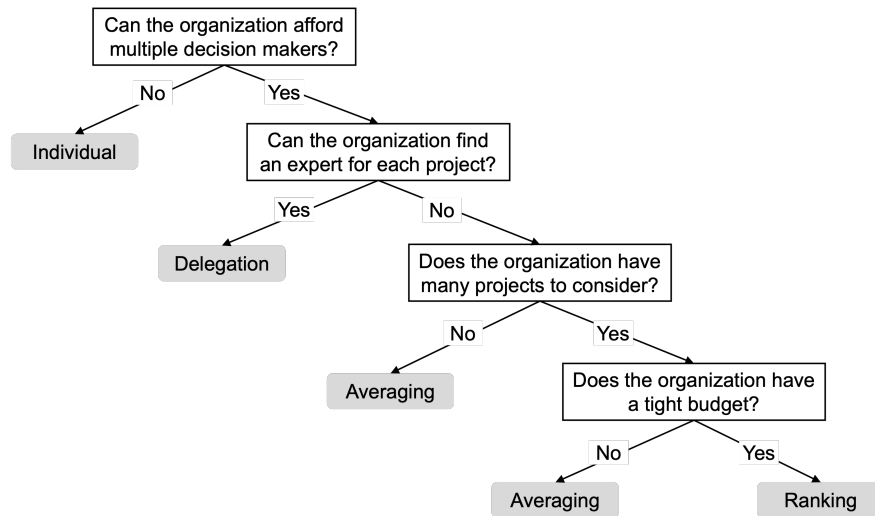 Can the organization afford
multiple decision makers?
No
Yes
Individual
Can the organization find
an expert for each project?
Yes
No
Delegation
Does the organization have
many projects to consider?
No
Yes
Averaging
Does the organization have
a tight budget?
No
Yes
Averaging
Ranking